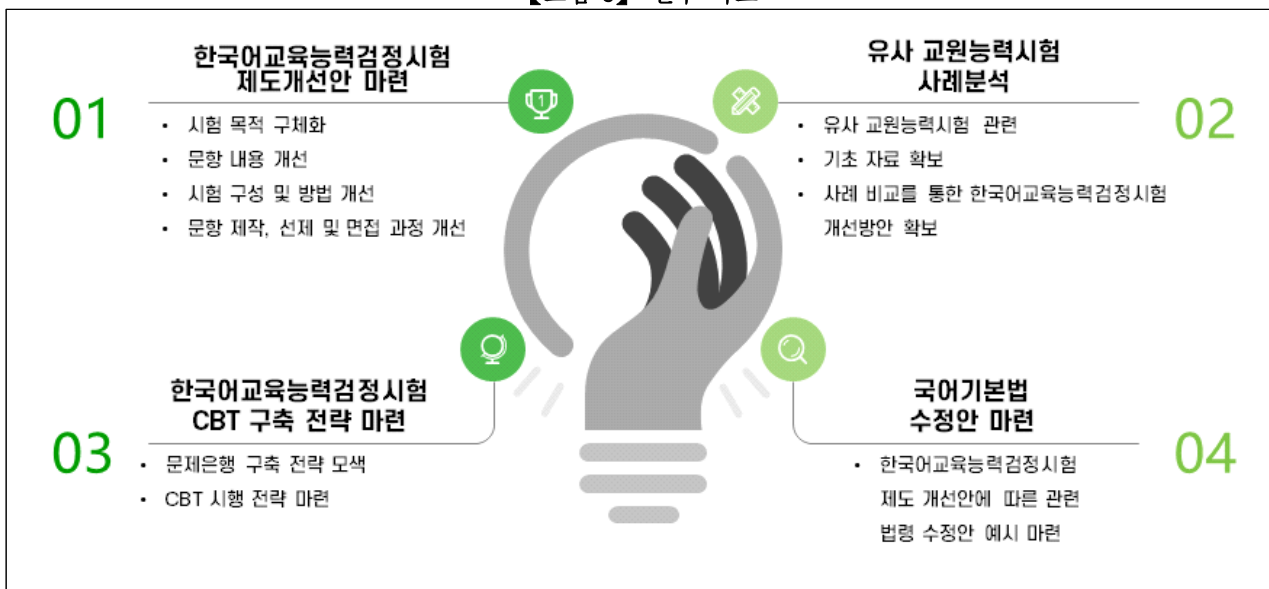 01
한국어교육능력검정시험
제도개선안 마련
• 시험 목적 구체화
• 문항 내용 개선
• 시험 구성 및 방법 개선
• 문항 제작, 선제 및 면접 과정 개선
1
유사 교원능력시험
사례분석
02
• 유사 교원능력시험 관련
• 기초 자료 확보
• 사례 비교를 통한 한국어교육능력검정시험
개선방안 확보
03
한국어교육능력검정시험
CBT 구축 전략 마련
• 문제은행 구축 전략 모색
• CBT 시행 전략 마련
국어기본법
수정안 마련
04
• 한국어교육능력검정시험
제도 개선안에 따른 관련
법령 수정안 예시 마련